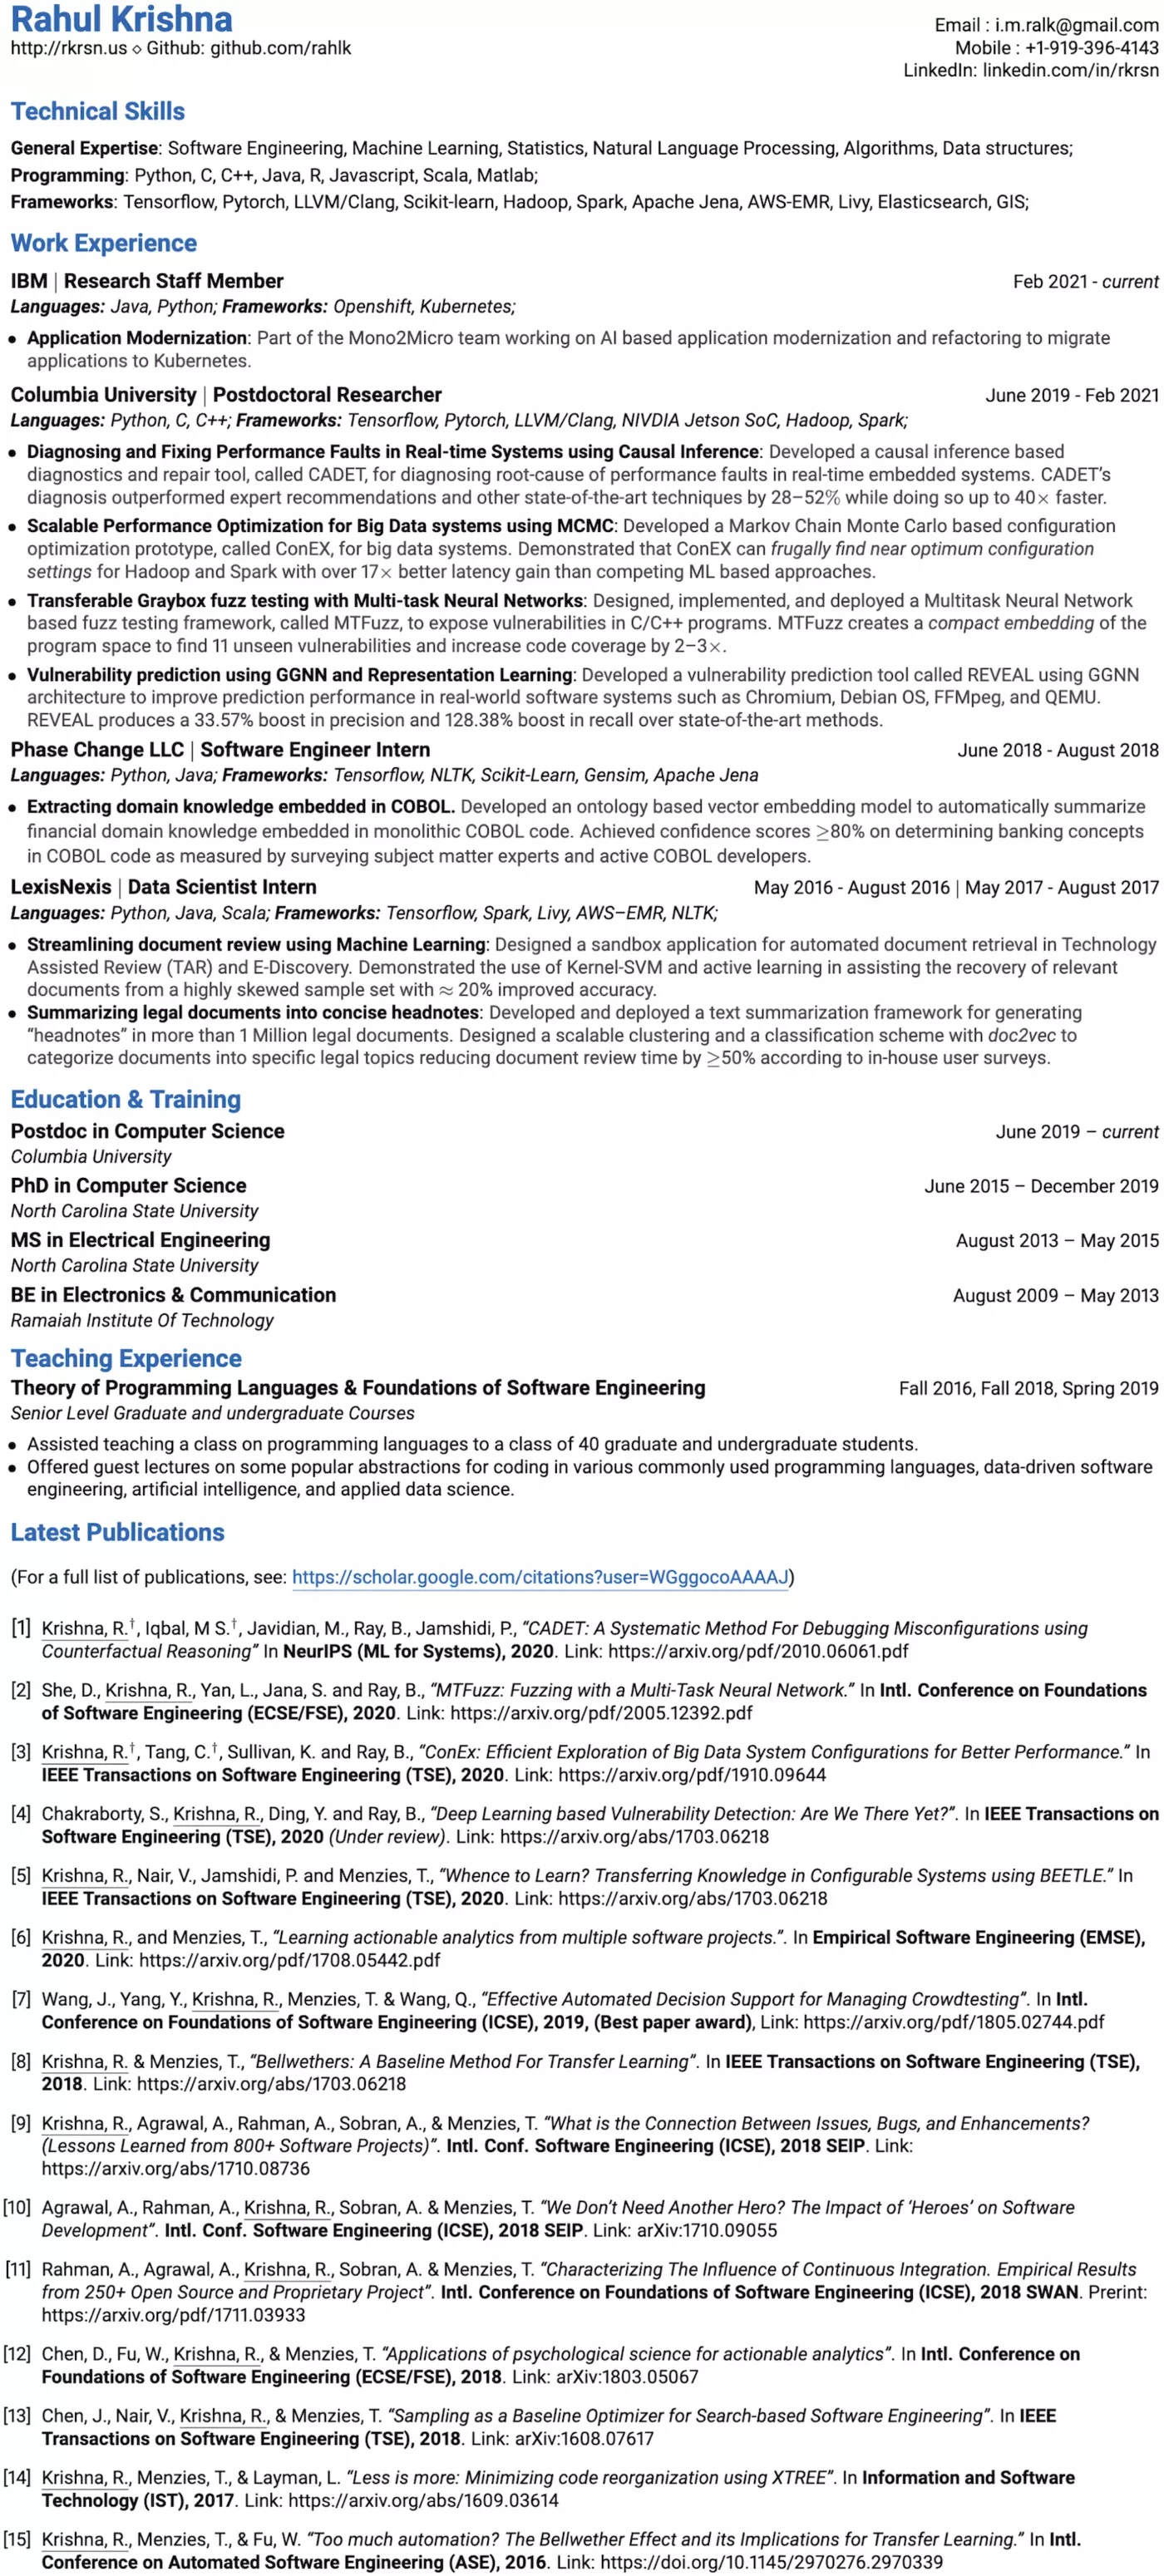 Rahul Krishna
http://rkrsn.us ⋄ Github: github.com/rahlk
Email : i.m.ralk@gmail.com
Mobile : +1-919-396-4143
LinkedIn: linkedin.com/in/rkrsn
Technical Skills
General Expertise: Software Engineering, Machine Learning, Statistics, Natural Language Processing, Algorithms, Data structures;
Programming: Python, C, C++, Java, R, Javascript, Scala, Matlab;
Frameworks: Tensorflow, Pytorch, LLVM/Clang, Scikit-learn, Hadoop, Spark, Apache Jena, AWS-EMR, Livy, Elasticsearch, GIS;
Work Experience
IBM | Research Staff Member Feb 2021 - current
Languages: Java, Python; Frameworks: Openshift, Kubernetes;
• Application Modernization: Part of the Mono2Micro team working on AI based application modernization and refactoring to migrate
applications to Kubernetes.
Columbia University | Postdoctoral Researcher June 2019 - Feb 2021
Languages: Python, C, C++; Frameworks: Tensorflow, Pytorch, LLVM/Clang, NIVDIA Jetson SoC, Hadoop, Spark;
• Diagnosing and Fixing Performance Faults in Real-time Systems using Causal Inference: Developed a causal inference based
diagnostics and repair tool, called CADET, for diagnosing root-cause of performance faults in real-time embedded systems. CADET's
diagnosis outperformed expert recommendations and other state-of-the-art techniques by 28–52% while doing so up to 40× faster.
• Scalable Performance Optimization for Big Data systems using MCMC: Developed a Markov Chain Monte Carlo based configuration
optimization prototype, called ConEX, for big data systems. Demonstrated that ConEX can frugally find near optimum configuration
settings for Hadoop and Spark with over 17× better latency gain than competing ML based approaches.
• Transferable Graybox fuzz testing with Multi-task Neural Networks: Designed, implemented, and deployed a Multitask Neural Network
based fuzz testing framework, called MTFuzz, to expose vulnerabilities in C/C++ programs. MTFuzz creates a compact embedding of the
program space to find 11 unseen vulnerabilities and increase code coverage by 2–3×.
• Vulnerability prediction using GGNN and Representation Learning: Developed a vulnerability prediction tool called REVEAL using GGNN
architecture to improve prediction performance in real-world software systems such as Chromium, Debian OS, FFMpeg, and QEMU.
REVEAL produces a 33.57% boost in precision and 128.38% boost in recall over state-of-the-art methods.
Phase Change LLC | Software Engineer Intern June 2018 - August 2018
Languages: Python, Java; Frameworks: Tensorflow, NLTK, Scikit-Learn, Gensim, Apache Jena
• Extracting domain knowledge embedded in COBOL. Developed an ontology based vector embedding model to automatically summarize
financial domain knowledge embedded in monolithic COBOL code. Achieved confidence scores ≥80% on determining banking concepts
in COBOL code as measured by surveying subject matter experts and active COBOL developers.
LexisNexis | Data Scientist Intern May 2016 - August 2016 | May 2017 - August 2017
Languages: Python, Java, Scala; Frameworks: Tensorflow, Spark, Livy, AWS–EMR, NLTK;
• Streamlining document review using Machine Learning: Designed a sandbox application for automated document retrieval in Technology
Assisted Review (TAR) and E-Discovery. Demonstrated the use of Kernel-SVM and active learning in assisting the recovery of relevant
documents from a highly skewed sample set with ≈ 20% improved accuracy.
• Summarizing legal documents into concise headnotes: Developed and deployed a text summarization framework for generating
“headnotes” in more than 1 Million legal documents. Designed a scalable clustering and a classification scheme with doc2vec to
categorize documents into specific legal topics reducing document review time by ≥50% according to in-house user surveys.
Education & Training
Postdoc in Computer Science June 2019 – current
Columbia University
PhD in Computer Science June 2015 – December 2019
North Carolina State University
MS in Electrical Engineering August 2013 – May 2015
North Carolina State University
BE in Electronics & Communication August 2009 – May 2013
Ramaiah Institute Of Technology
Teaching Experience
Theory of Programming Languages & Foundations of Software Engineering Fall 2016, Fall 2018, Spring 2019
Senior Level Graduate and undergraduate Courses
• Assisted teaching a class on programming languages to a class of 40 graduate and undergraduate students.
• Offered guest lectures on some popular abstractions for coding in various commonly used programming languages, data-driven software
engineering, artificial intelligence, and applied data science.
Latest Publications
(For a full list of publications, see: https://scholar.google.com/citations?user=WGggocoAAAAJ)
[1] Krishna, R.†, Iqbal, M S.†, Javidian, M., Ray, B., Jamshidi, P., “CADET: A Systematic Method For Debugging Misconfigurations using
Counterfactual Reasoning” In NeurIPS (ML for Systems), 2020. Link: https://arxiv.org/pdf/2010.06061.pdf
[2] She, D., Krishna, R., Yan, L., Jana, S. and Ray, B., “MTFuzz: Fuzzing with a Multi-Task Neural Network.” In Intl. Conference on Foundations
of Software Engineering (ECSE/FSE), 2020. Link: https://arxiv.org/pdf/2005.12392.pdf
[3] Krishna, R.†, Tang, C.†, Sullivan, K. and Ray, B., “ConEx: Efficient Exploration of Big Data System Configurations for Better Performance.” In
IEEE Transactions on Software Engineering (TSE), 2020. Link: https://arxiv.org/pdf/1910.09644
[4] Chakraborty, S., Krishna, R., Ding, Y. and Ray, B., “Deep Learning based Vulnerability Detection: Are We There Yet?”. In IEEE Transactions on
Software Engineering (TSE), 2020 (Under review). Link: https://arxiv.org/abs/1703.06218
[5] Krishna, R., Nair, V., Jamshidi, P. and Menzies, T., “Whence to Learn? Transferring Knowledge in Configurable Systems using BEETLE.” In
IEEE Transactions on Software Engineering (TSE), 2020. Link: https://arxiv.org/abs/1703.06218
[6] Krishna, R., and Menzies, T., “Learning actionable analytics from multiple software projects.”. In Empirical Software Engineering (EMSE),
2020. Link: https://arxiv.org/pdf/1708.05442.pdf
[7] Wang, J., Yang, Y., Krishna, R., Menzies, T. & Wang, Q., “Effective Automated Decision Support for Managing Crowdtesting”. In Intl.
Conference on Foundations of Software Engineering (ICSE), 2019, (Best paper award), Link: https://arxiv.org/pdf/1805.02744.pdf
[8] Krishna, R. & Menzies, T., “Bellwethers: A Baseline Method For Transfer Learning”. In IEEE Transactions on Software Engineering (TSE),
2018. Link: https://arxiv.org/abs/1703.06218
[9] Krishna, R., Agrawal, A., Rahman, A., Sobran, A., & Menzies, T. “What is the Connection Between Issues, Bugs, and Enhancements?
(Lessons Learned from 800+ Software Projects)”. Intl. Conf. Software Engineering (ICSE), 2018 SEIP. Link:
https://arxiv.org/abs/1710.08736
[10] Agrawal, A., Rahman, A., Krishna, R., Sobran, A. & Menzies, T. “We Don’t Need Another Hero? The Impact of ‘Heroes’ on Software
Development”. Intl. Conf. Software Engineering (ICSE), 2018 SEIP. Link: arXiv:1710.09055
[11] Rahman, A., Agrawal, A., Krishna, R., Sobran, A. & Menzies, T. “Characterizing The Influence of Continuous Integration. Empirical Results
from 250+ Open Source and Proprietary Project”. Intl. Conference on Foundations of Software Engineering (ICSE), 2018 SWAN. Prerint:
https://arxiv.org/pdf/1711.03933
[12] Chen, D., Fu, W., Krishna, R., & Menzies, T. “Applications of psychological science for actionable analytics”. In Intl. Conference on
Foundations of Software Engineering (ECSE/FSE), 2018. Link: arXiv:1803.05067
[13] Chen, J., Nair, V., Krishna, R., & Menzies, T. “Sampling as a Baseline Optimizer for Search-based Software Engineering”. In IEEE
Transactions on Software Engineering (TSE), 2018. Link: arXiv:1608.07617
[14] Krishna, R., Menzies, T., & Layman, L. “Less is more: Minimizing code reorganization using XTREE”. In Information and Software
Technology (IST), 2017. Link: https://arxiv.org/abs/1609.03614
[15] Krishna, R., Menzies, T., & Fu, W. “Too much automation? The Bellwether Effect and its Implications for Transfer Learning.” In Intl.
Conference on Automated Software Engineering (ASE), 2016. Link: https://doi.org/10.1145/2970276.2970339